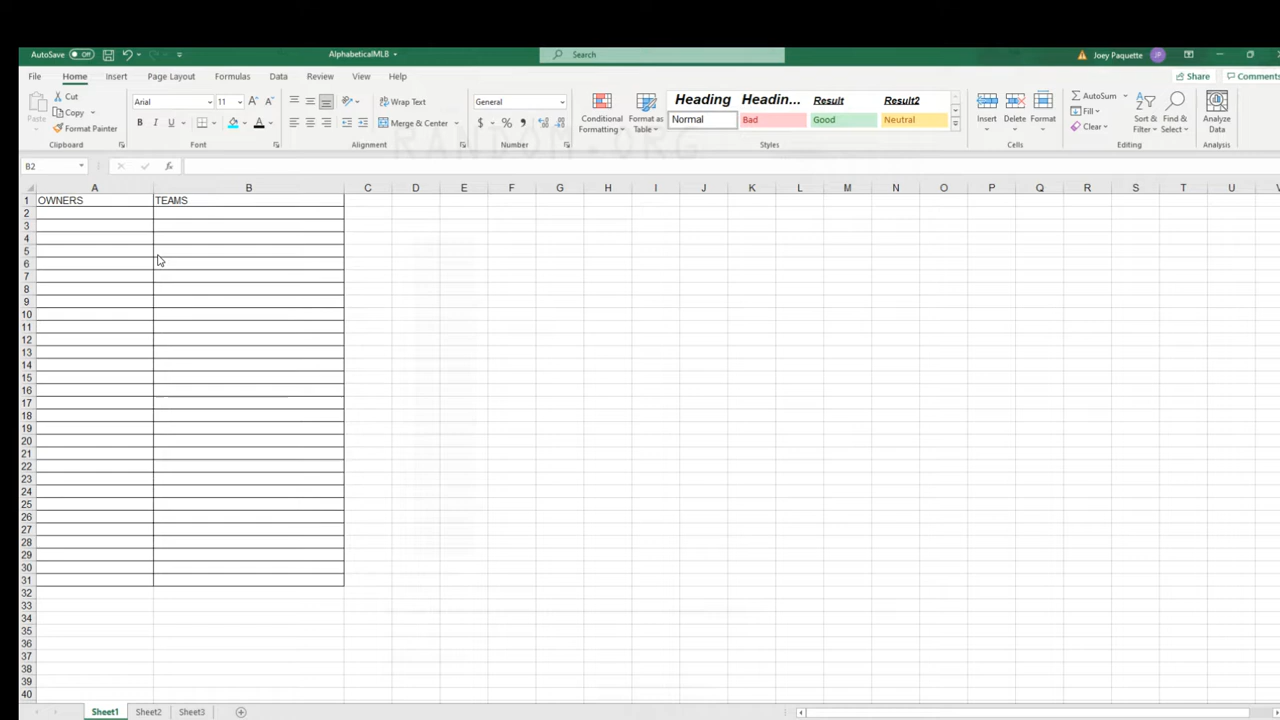 AutoSave Off AlphabeticalMLB Search Joey Paquette JP
File Home Insert Page Layout Formulas Data Review View Help Share Comments
Paste Cut Copy Format Painter
Arial 11
B I U
Wrap Text
Merge & Center
General
$ % ,
Conditional Formatting
Format as Table
Heading Headin... Result Result2
Normal Bad Good Neutral
Insert Delete Format
AutoSum
Fill
Clear
Sort & Filter
Find & Select
Analyze Data
Clipboard Font Alignment Number Styles Cells Editing Analysis
RANDOM.ORG
B2 fx
A B C D E F G H I J K L M N O P Q R S T U V
1 OWNERS TEAMS
2
3
4
5
6
7
8
9
10
11
12
13
14
15
16
17
18
19
20
21
22
23
24
25
26
27
28
29
30
31
32
33
34
35
36
37
38
39
40
Sheet1 Sheet2 Sheet3